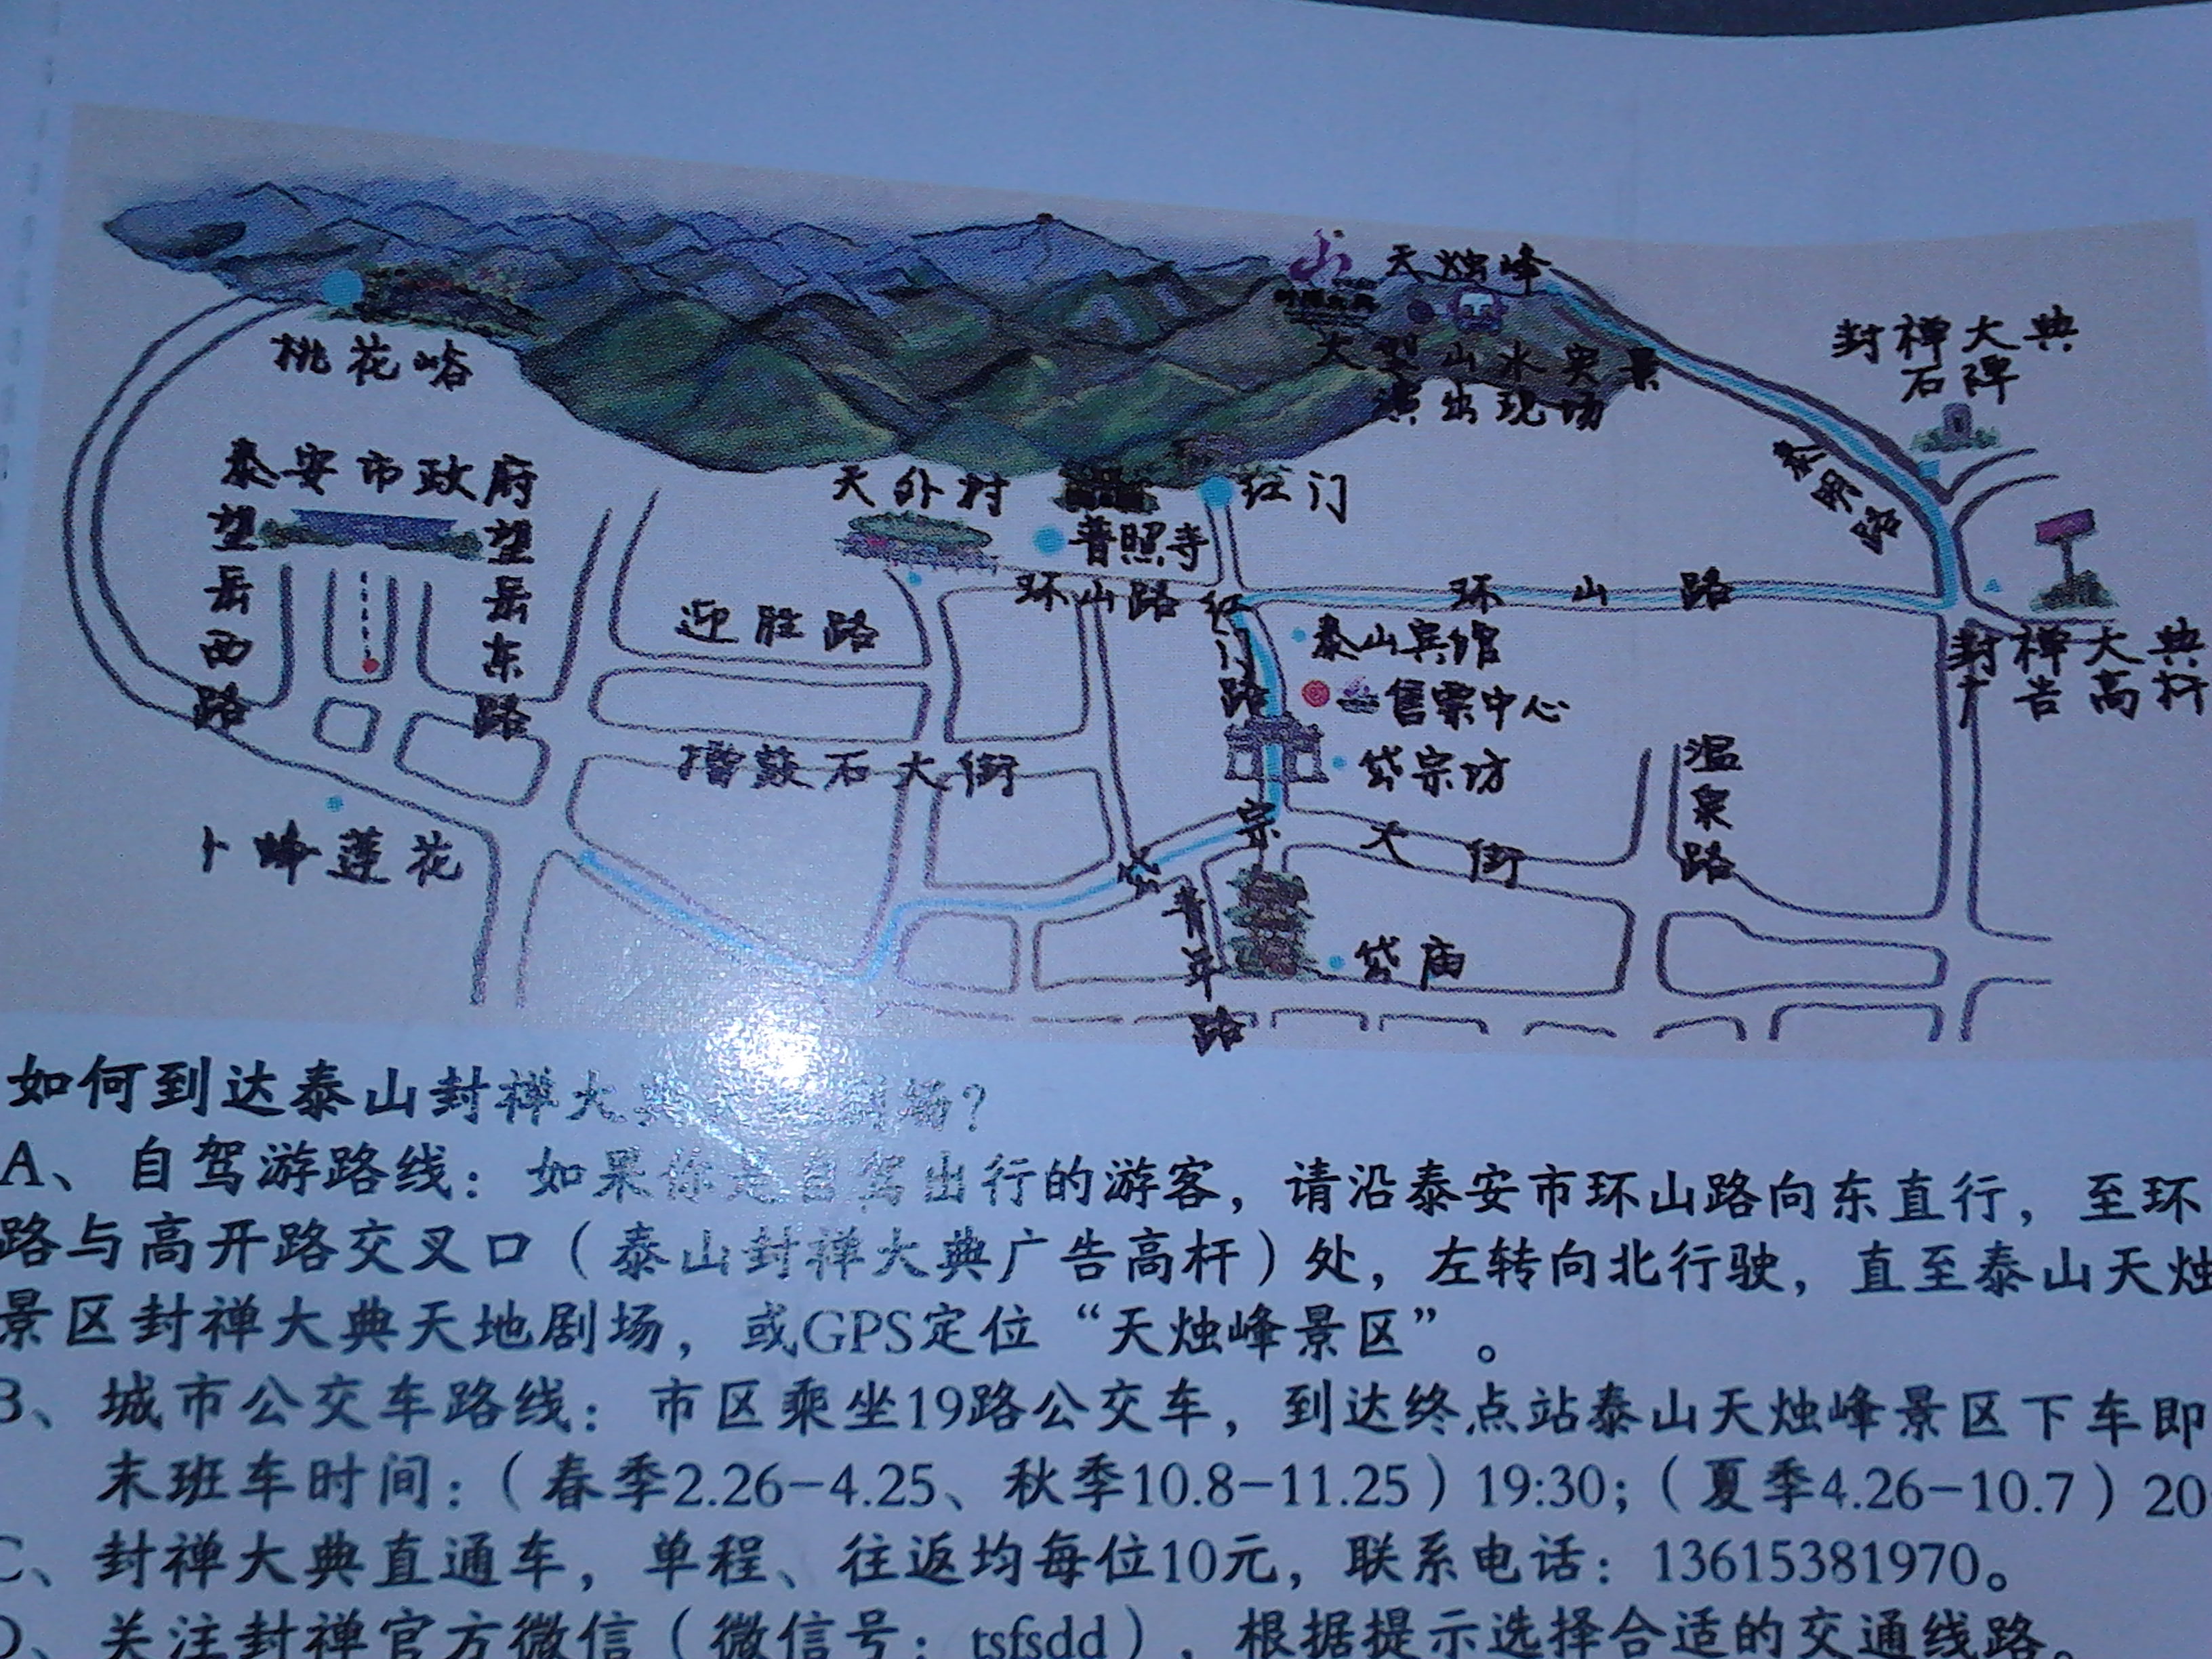 天烛峰
大型山水实景
演出现场
封禅大典
石碑
桃花峪
泰安市政府
望岳西路
望岳东路
天外村
普照寺
红门
泰明路
迎胜路
环山路
红门路
环山路
泰山宾馆
售票中心
岱宗坊
封禅大典
广告高杆
擂鼓石大街
温泉路
卜蜂莲花
岱宗大街
青年路
岱庙
如何到达泰山封禅大典 剧场?
A、自驾游路线:如果你是自驾出行的游客,请沿泰安市环山路向东直行,至环
路与高开路交叉口(泰山封禅大典广告高杆)处,左转向北行驶,直至泰山天烛
景区封禅大典天地剧场,或GPS定位“天烛峰景区”。
B、城市公交车路线:市区乘坐19路公交车,到达终点站泰山天烛峰景区下车即
末班车时间:(春季2.26-4.25、秋季10.8-11.25)19:30;(夏季4.26-10.7)20
C、封禅大典直通车,单程、往返均每位10元,联系电话:13615381970。
D、关注封禅官方微信(微信号:tsfsdd),根据提示选择合适的交通线路。